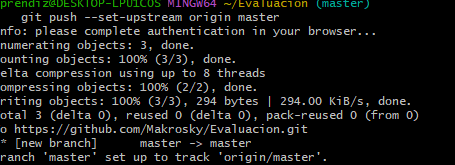 prendiz@DESKTOP-LPU1COS MINGW64 ~/Evaluacion (master)
git push --set-upstream origin master
nfo: please complete authentication in your browser...
numerating objects: 3, done.
ounting objects: 100% (3/3), done.
elta compression using up to 8 threads
ompressing objects: 100% (2/2), done.
riting objects: 100% (3/3), 294 bytes | 294.00 KiB/s, done.
otal 3 (delta 0), reused 0 (delta 0), pack-reused 0 (from 0)
o https://github.com/Makrosky/Evaluacion.git
* [new branch]      master -> master
ranch 'master' set up to track 'origin/master'.